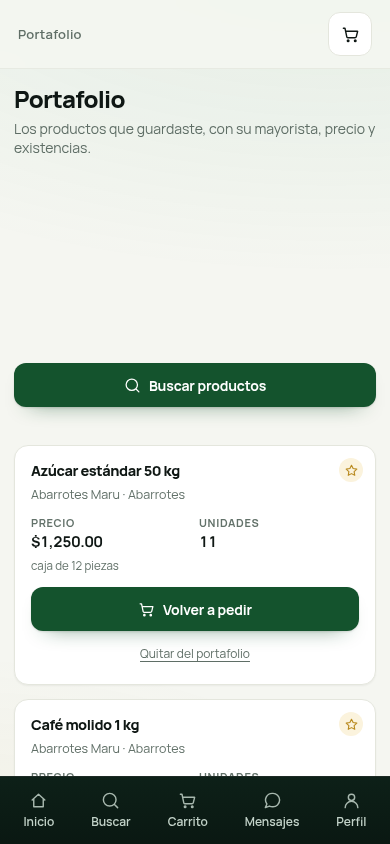 Portafolio
Portafolio
Los productos que guardaste, con su mayorista, precio y
existencias.
Buscar productos
Azúcar estándar 50 kg
Abarrotes Maru · Abarrotes
PRECIO
UNIDADES
$1,250.00
11
caja de 12 piezas
Volver a pedir
Quitar del portafolio
Café molido 1 kg
Abarrotes Maru · Abarrotes
PRECIO
UNIDADES
Inicio
Buscar
Carrito
Mensajes
Perfil